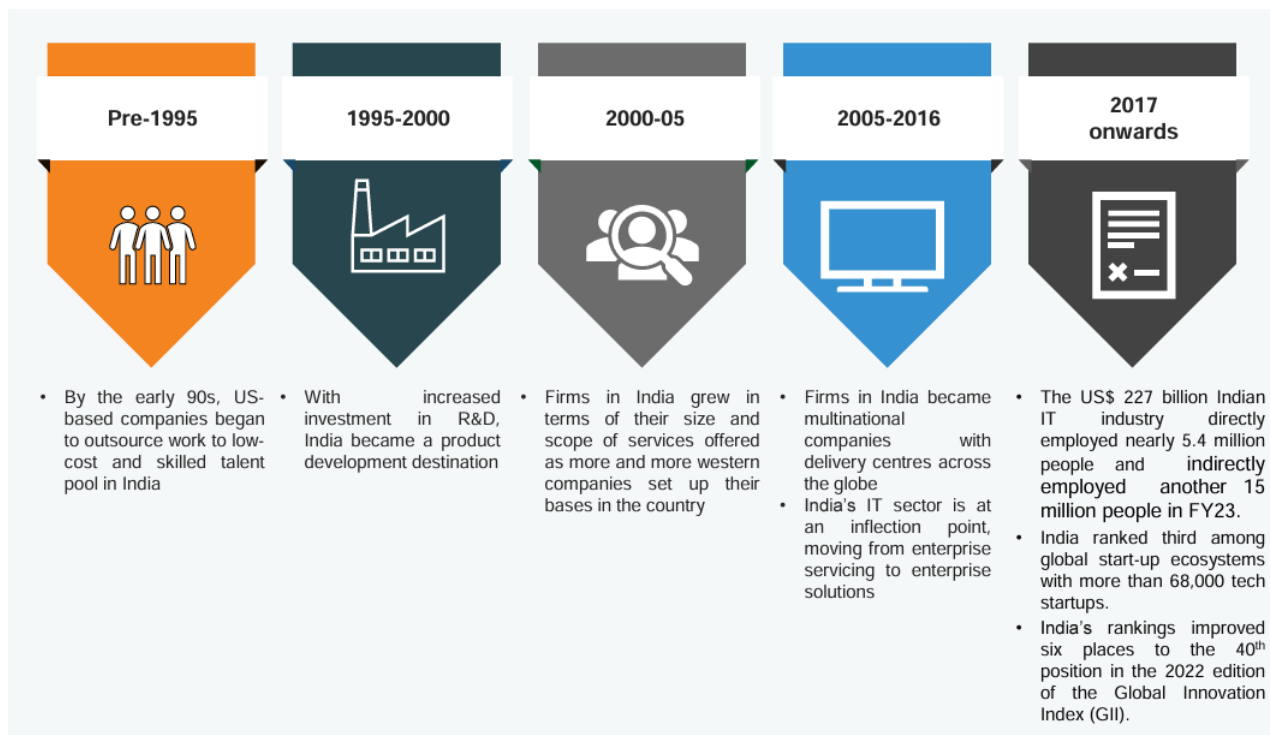 Pre-1995
1995-2000
2000-05
2005-2016
2017
onwards
• By the early 90s, US-
based companies began
to outsource work to low-
cost and skilled talent
pool in India
• With increased
investment in R&D,
India became a product
development destination
• Firms in India grew in
terms of their size and
scope of services offered
as more and more western
companies set up their
bases in the country
• Firms in India became
multinational
companies with
delivery centres across
the globe
• India's IT sector is at
an inflection point,
moving from enterprise
servicing to enterprise
solutions
• The US$ 227 billion Indian
IT industry directly
employed nearly 5.4 million
people and indirectly
employed another 15
million people in FY23.
• India ranked third among
global start-up ecosystems
with more than 68,000 tech
startups.
• India's rankings improved
six places to the 40th
position in the 2022 edition
of the Global Innovation
Index (GII).